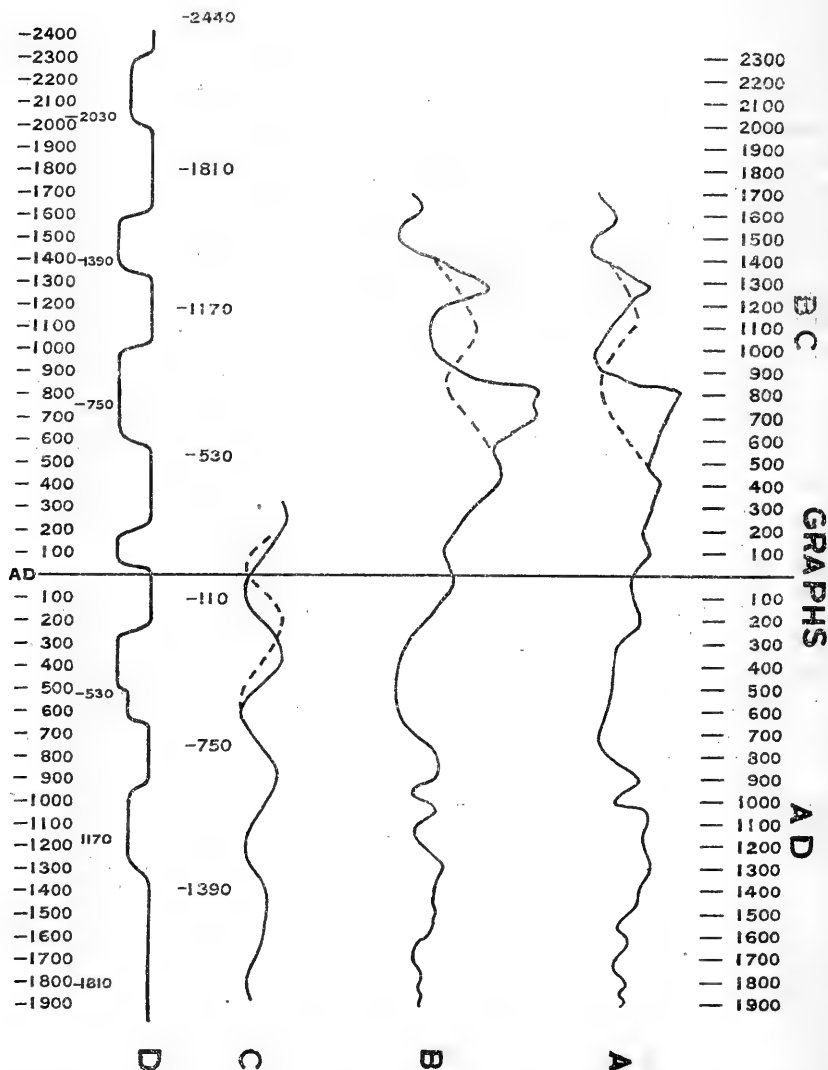 -2440
-2400
-2300 — 2300
-2200 — 2200
-2100 — 2100
-2000 -2030 — 2000
-1900 — 1900
-1800 -1810 — 1800
-1700 — 1700
-1600 — 1600
-1500 — 1500
-1400 -1390 — 1400
-1300 — 1300
-1200 -1170 — 1200
-1100 — 1100
-1000 — 1000
- 900 — 900
- 800 -750 — 800
- 700 — 700
- 600 — 600
- 500 -530 — 500
- 400 — 400
- 300 — 300
- 200 — 200
- 100 — 100
AD
- 100 -110 — 100
- 200 — 200
- 300 — 300
- 400 — 400
- 500 -530 — 500
- 600 — 600
- 700 -750 — 700
- 800 — 800
- 900 — 900
-1000 — 1000
-1100 — 1100
-1200 1170 — 1200
-1300 — 1300
-1400 -1390 — 1400
-1500 — 1500
-1600 — 1600
-1700 — 1700
-1800 -1810 — 1800
-1900 — 1900
BC
GRAPHS
AD
D C B A